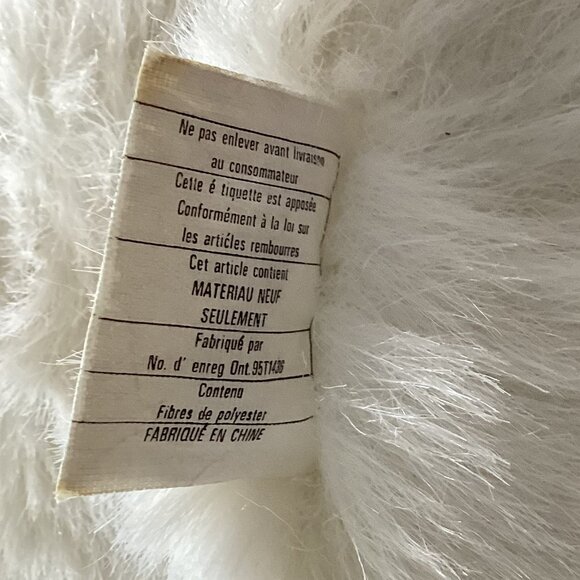 Ne pas enlever avant livraison
au consommateur
Cette é tiquette est apposée
Conformément à la loi sur
les articles rembourres
Cet article contient
MATERIAU NEUF
SEULEMENT
Fabriqué par
No. d' enreg Ont.95T1436
Contenu
Fibres de polyester
FABRIQUÉ EN CHINE